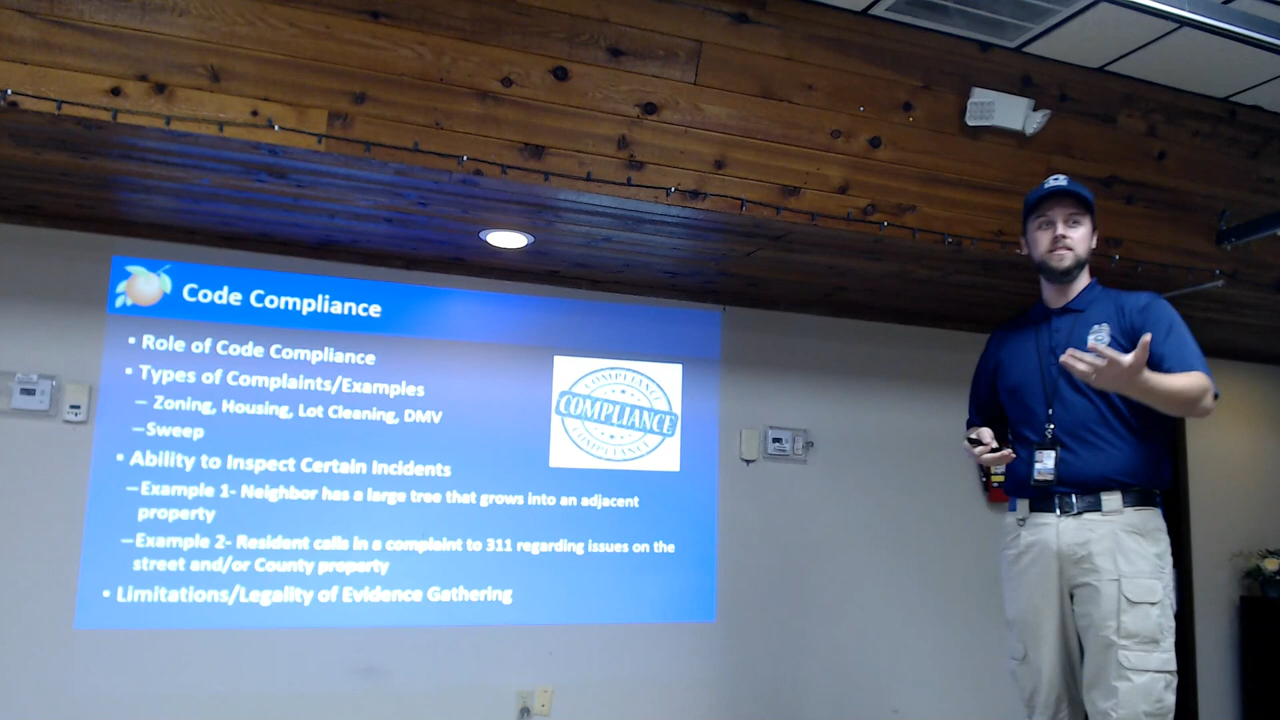 Code Compliance
▪ Role of Code Compliance
▪ Types of Complaints/Examples
– Zoning, Housing, Lot Cleaning, DMV
–Sweep
▪ Ability to Inspect Certain Incidents
–Example 1- Neighbor has a large tree that grows into an adjacent
property
–Example 2- Resident calls in a complaint to 311 regarding issues on the
street and/or County property
▪ Limitations/Legality of Evidence Gathering
COMPLIANCE
COMPLIANCE
COMPLIANCE